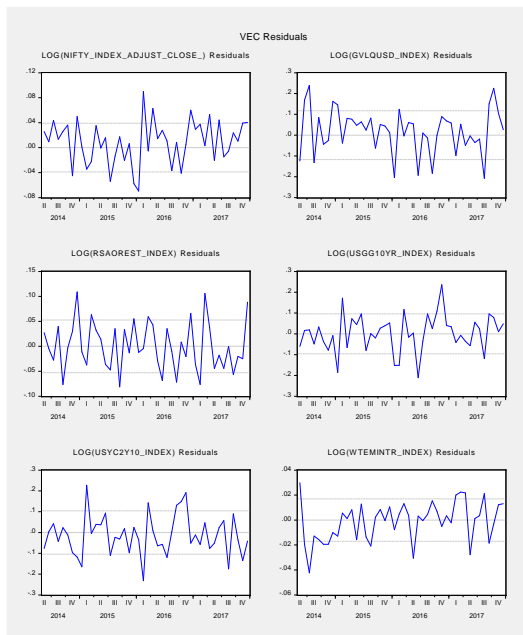 VEC Residuals
LOG(NIFTY_INDEX_ADJUST_CLOSE_) Residuals
.12
.08
.04
.00
-.04
-.08
II III IV I II III IV I II III IV I II III IV
2014 2015 2016 2017
LOG(GVLQUSD_INDEX) Residuals
.3
.2
.1
.0
-.1
-.2
-.3
II III IV I II III IV I II III IV I II III IV
2014 2015 2016 2017
LOG(RSAOREST_INDEX) Residuals
.15
.10
.05
.00
-.05
-.10
II III IV I II III IV I II III IV I II III IV
2014 2015 2016 2017
LOG(USGG10YR_INDEX) Residuals
.3
.2
.1
.0
-.1
-.2
-.3
II III IV I II III IV I II III IV I II III IV
2014 2015 2016 2017
LOG(USYC2Y10_INDEX) Residuals
.3
.2
.1
.0
-.1
-.2
-.3
II III IV I II III IV I II III IV I II III IV
2014 2015 2016 2017
LOG(WTEMINTR_INDEX) Residuals
.04
.02
.00
-.02
-.04
-.06
II III IV I II III IV I II III IV I II III IV
2014 2015 2016 2017